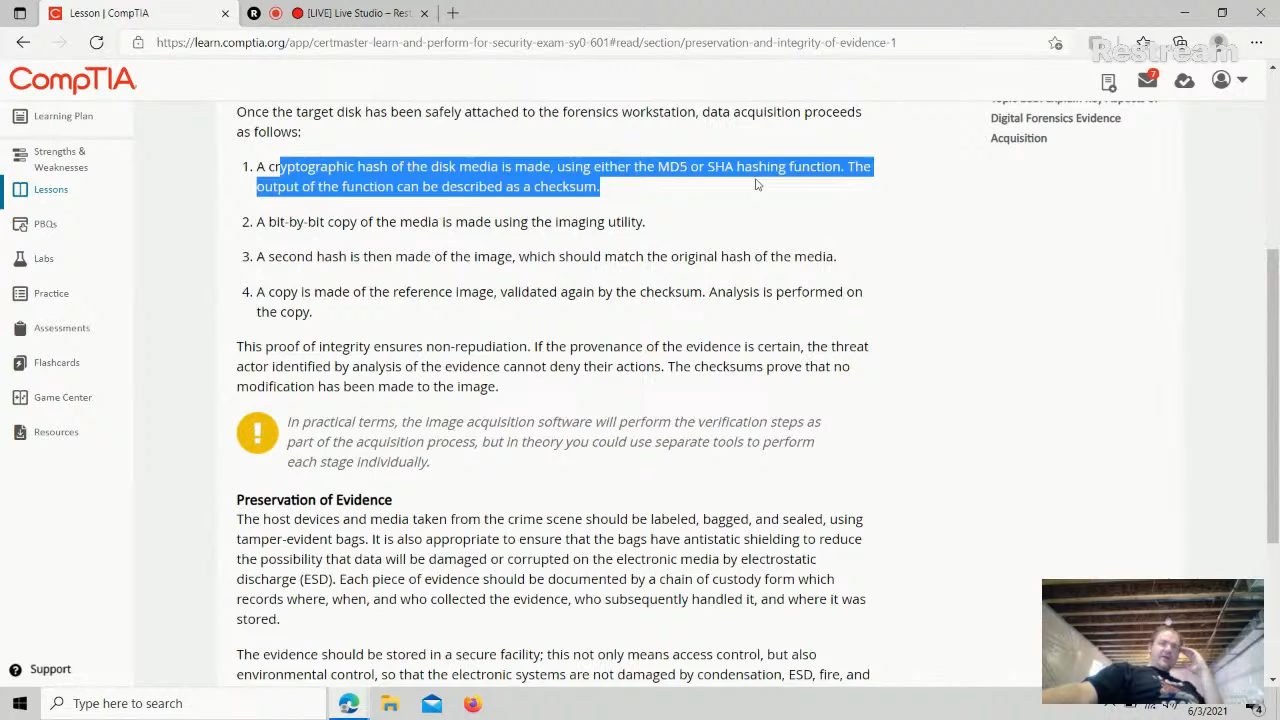 Lesson | CompTIA
[LIVE] Live Studio – Rest
https://learn.comptia.org/app/certmaster-learn-and-perform-for-security-exam-sy0-601#read/section/preservation-and-integrity-of-evidence-1
Restream
CompTIA.
7
Learning Plan
Strengths &
Weaknesses
Lessons
PBQs
Labs
Practice
Assessments
Flashcards
Game Center
Resources
Support
Once the target disk has been safely attached to the forensics workstation, data acquisition proceeds
as follows:
1. A cryptographic hash of the disk media is made, using either the MD5 or SHA hashing function. The
output of the function can be described as a checksum.
2. A bit-by-bit copy of the media is made using the imaging utility.
3. A second hash is then made of the image, which should match the original hash of the media.
4. A copy is made of the reference image, validated again by the checksum. Analysis is performed on
the copy.
This proof of integrity ensures non-repudiation. If the provenance of the evidence is certain, the threat
actor identified by analysis of the evidence cannot deny their actions. The checksums prove that no
modification has been made to the image.
In practical terms, the image acquisition software will perform the verification steps as
part of the acquisition process, but in theory you could use separate tools to perform
each stage individually.
Preservation of Evidence
The host devices and media taken from the crime scene should be labeled, bagged, and sealed, using
tamper-evident bags. It is also appropriate to ensure that the bags have antistatic shielding to reduce
the possibility that data will be damaged or corrupted on the electronic media by electrostatic
discharge (ESD). Each piece of evidence should be documented by a chain of custody form which
records where, when, and who collected the evidence, who subsequently handled it, and where it was
stored.
The evidence should be stored in a secure facility; this not only means access control, but also
environmental control, so that the electronic systems are not damaged by condensation, ESD, fire, and
Digital Forensics Evidence
Acquisition
Type here to search
6/3/2021
4